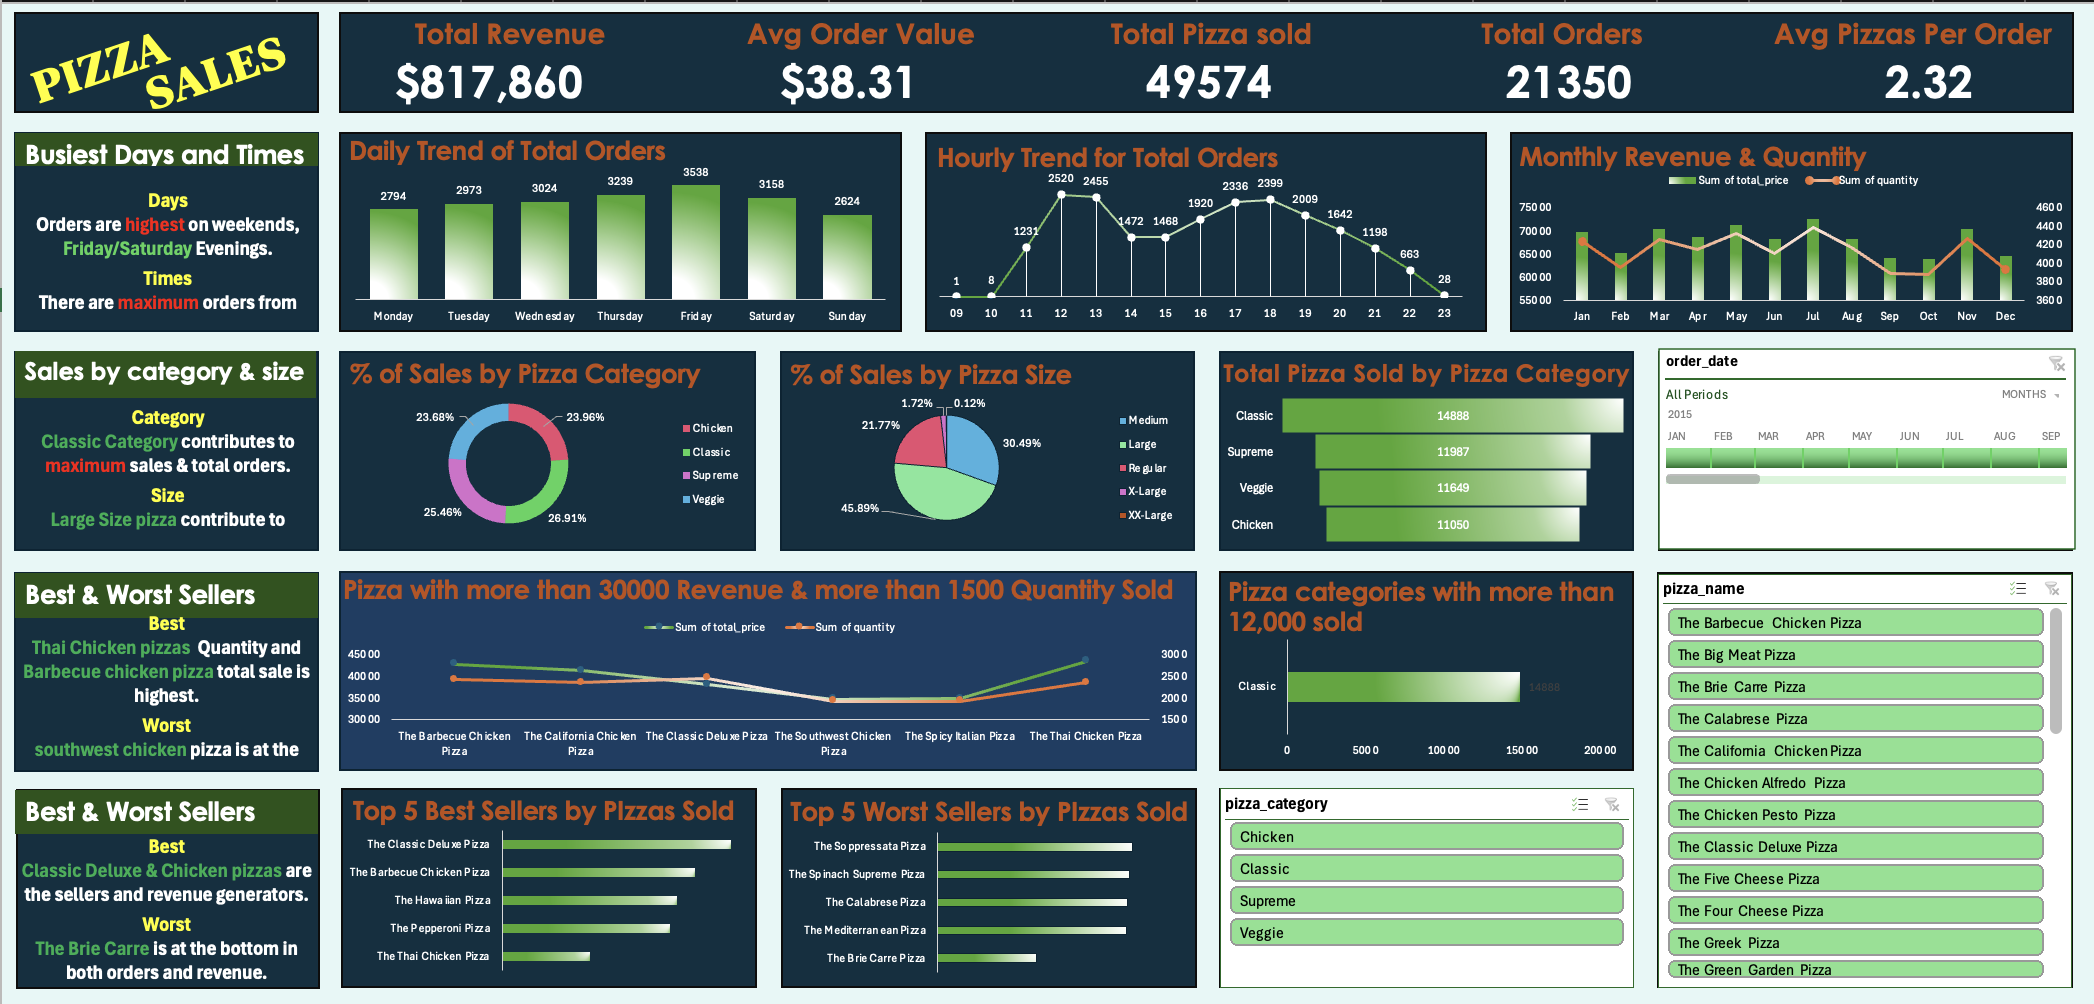 PIZZA
SALES
Total Revenue
$817,860
Avg Order Value
$38.31
Total Pizza sold
49574
Total Orders
21350
Avg Pizzas Per Order
2.32
Busiest Days and Times
Days
Orders are highest on weekends,
Friday/Saturday Evenings.
Times
There are maximum orders from
Daily Trend of Total Orders
2794
2973
3024
3239
3538
3158
2624
Monday
Tuesday
Wednesday
Thursday
Friday
Saturday
Sunday
Hourly Trend for Total Orders
1
8
1231
2520
2455
1472
1468
1920
2336
2399
2009
1642
1198
663
28
09
10
11
12
13
14
15
16
17
18
19
20
21
22
23
Monthly Revenue & Quantity
Sum of total_price
Sum of quantity
75000
70000
65000
60000
55000
4600
4400
4200
4000
3800
3600
Jan
Feb
Mar
Apr
May
Jun
Jul
Aug
Sep
Oct
Nov
Dec
Sales by category & size
Category
Classic Category contributes to
maximum sales & total orders.
Size
Large Size pizza contribute to
% of Sales by Pizza Category
23.68%
23.96%
25.46%
26.91%
Chicken
Classic
Supreme
Veggie
% of Sales by Pizza Size
1.72%
0.12%
21.77%
30.49%
45.89%
Medium
Large
Regular
X-Large
XX-Large
Total Pizza Sold by Pizza Category
Classic
14888
Supreme
11987
Veggie
11649
Chicken
11050
order_date
All Periods
MONTHS
2015
JAN
FEB
MAR
APR
MAY
JUN
JUL
AUG
SEP
Best & Worst Sellers
Best
Thai Chicken pizzas Quantity and
Barbecue chicken pizza total sale is
highest.
Worst
southwest chicken pizza is at the
Pizza with more than 30000 Revenue & more than 1500 Quantity Sold
Sum of total_price
Sum of quantity
45000
40000
35000
30000
3000
2500
2000
1500
The Barbecue Chicken
Pizza
The California Chicken
Pizza
The Classic Deluxe Pizza
The Southwest Chicken
Pizza
The Spicy Italian Pizza
The Thai Chicken Pizza
Pizza categories with more than
12,000 sold
Classic
14888
0
5000
10000
15000
20000
pizza_name
The Barbecue Chicken Pizza
The Big Meat Pizza
The Brie Carre Pizza
The Calabrese Pizza
The California Chicken Pizza
The Chicken Alfredo Pizza
The Chicken Pesto Pizza
The Classic Deluxe Pizza
The Five Cheese Pizza
The Four Cheese Pizza
The Greek Pizza
The Green Garden Pizza
Best & Worst Sellers
Best
Classic Deluxe & Chicken pizzas are
the sellers and revenue generators.
Worst
The Brie Carre is at the bottom in
both orders and revenue.
Top 5 Best Sellers by PIzzas Sold
The Classic Deluxe Pizza
The Barbecue Chicken Pizza
The Hawaiian Pizza
The Pepperoni Pizza
The Thai Chicken Pizza
Top 5 Worst Sellers by PIzzas Sold
The Soppressata Pizza
The Spinach Supreme Pizza
The Calabrese Pizza
The Mediterranean Pizza
The Brie Carre Pizza
pizza_category
Chicken
Classic
Supreme
Veggie